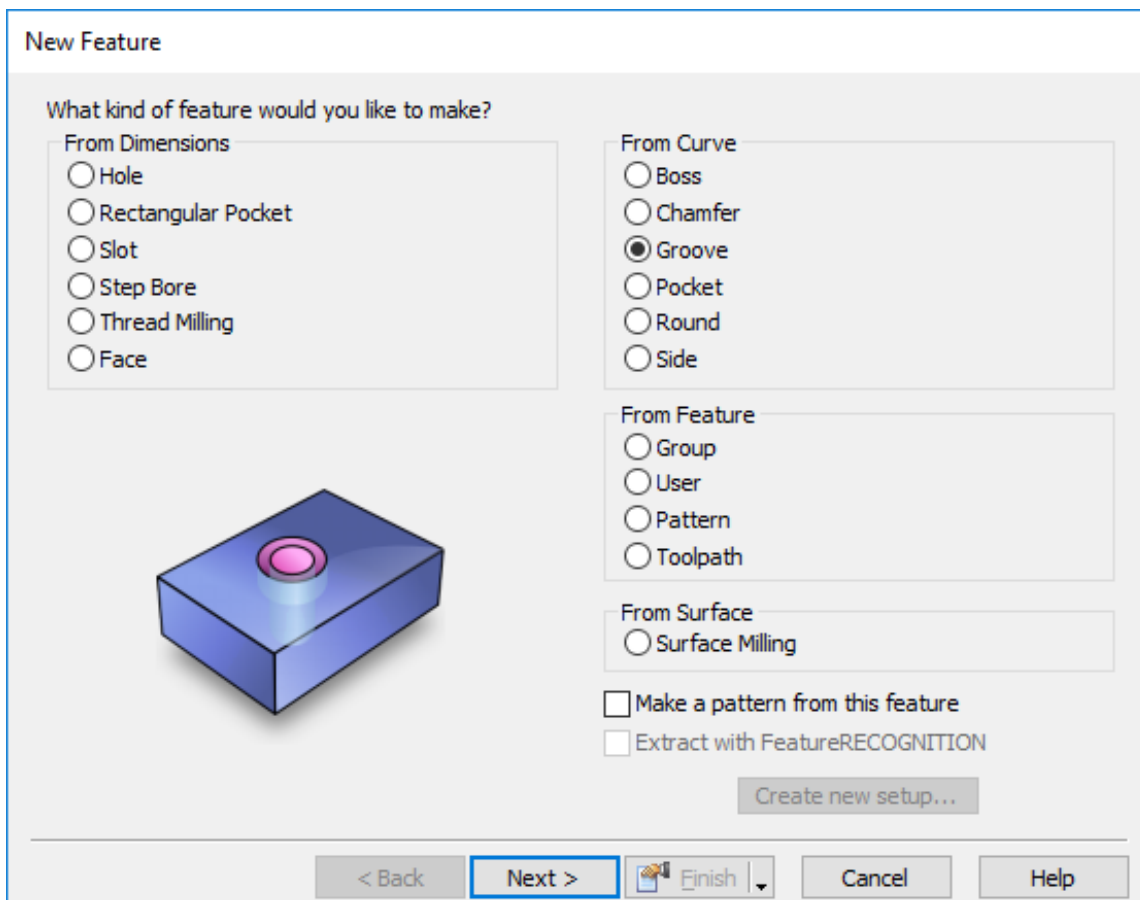 New Feature
What kind of feature would you like to make?
From Dimensions
Hole
Rectangular Pocket
Slot
Step Bore
Thread Milling
Face
From Curve
Boss
Chamfer
Groove
Pocket
Round
Side
From Feature
Group
User
Pattern
Toolpath
From Surface
Surface Milling
Make a pattern from this feature
Extract with FeatureRECOGNITION
Create new setup...
< Back Next > Finish Cancel Help